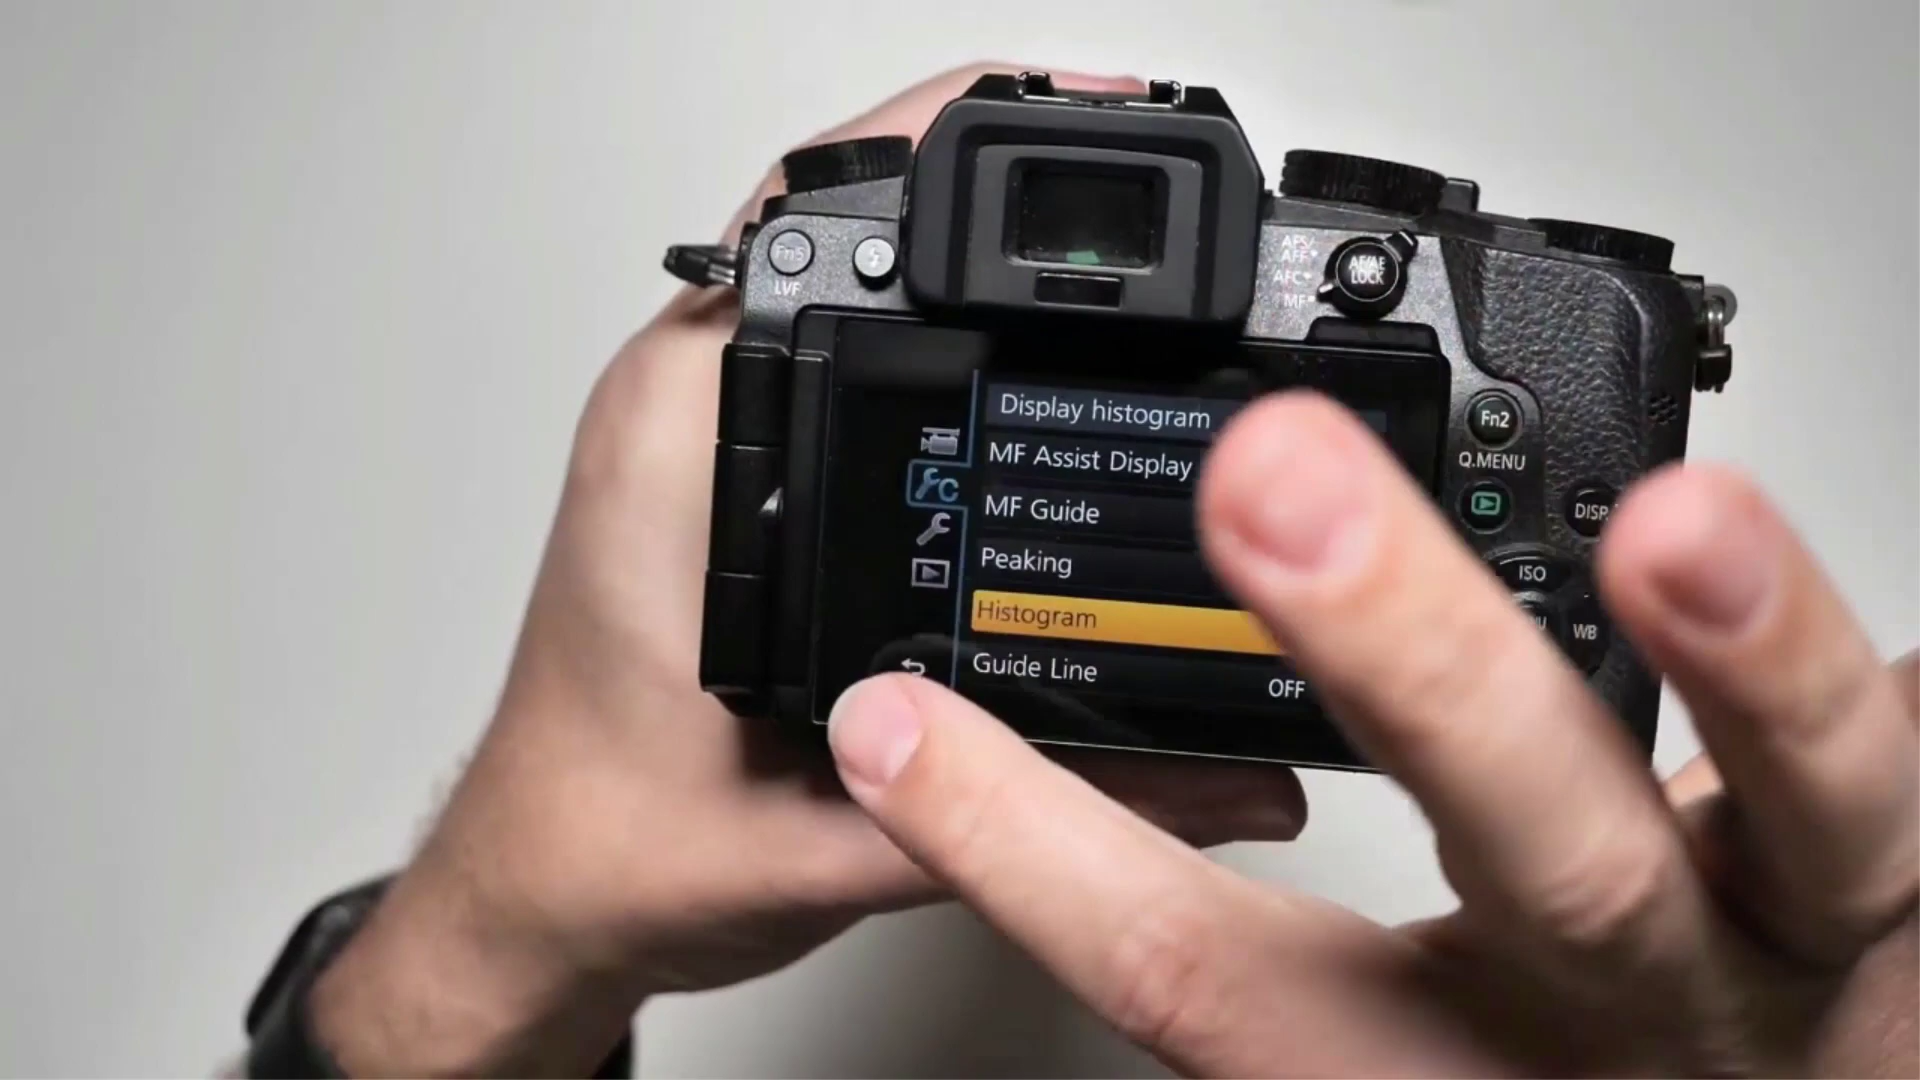 Fn5
LVF
AFS/
AFF
AFC
MF
AF/AE
LOCK
Display histogram
MF Assist Display
MF Guide
Peaking
Histogram
Guide Line
OFF
C
Fn2
Q.MENU
DISP.
ISO
WB